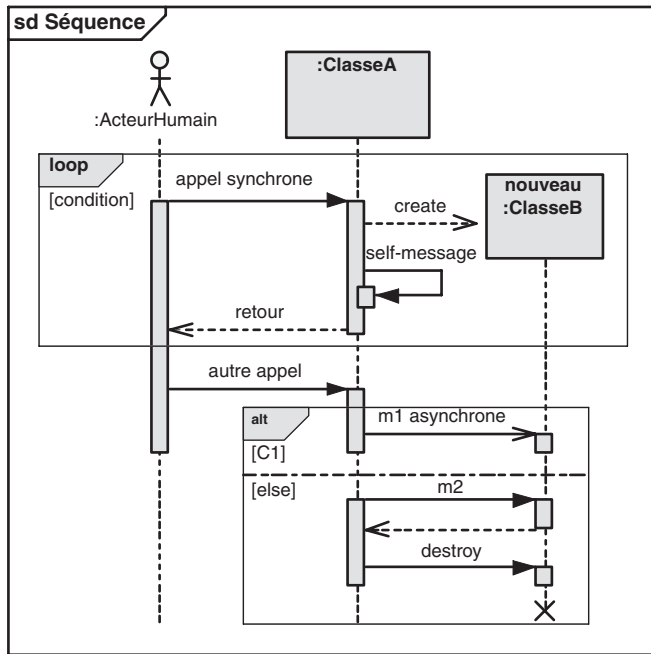 sd Séquence
:ClasseA
:ActeurHumain
loop
[condition]
appel synchrone
nouveau
:ClasseB
create
self-message
retour
autre appel
alt
m1 asynchrone
[C1]
[else]
m2
destroy